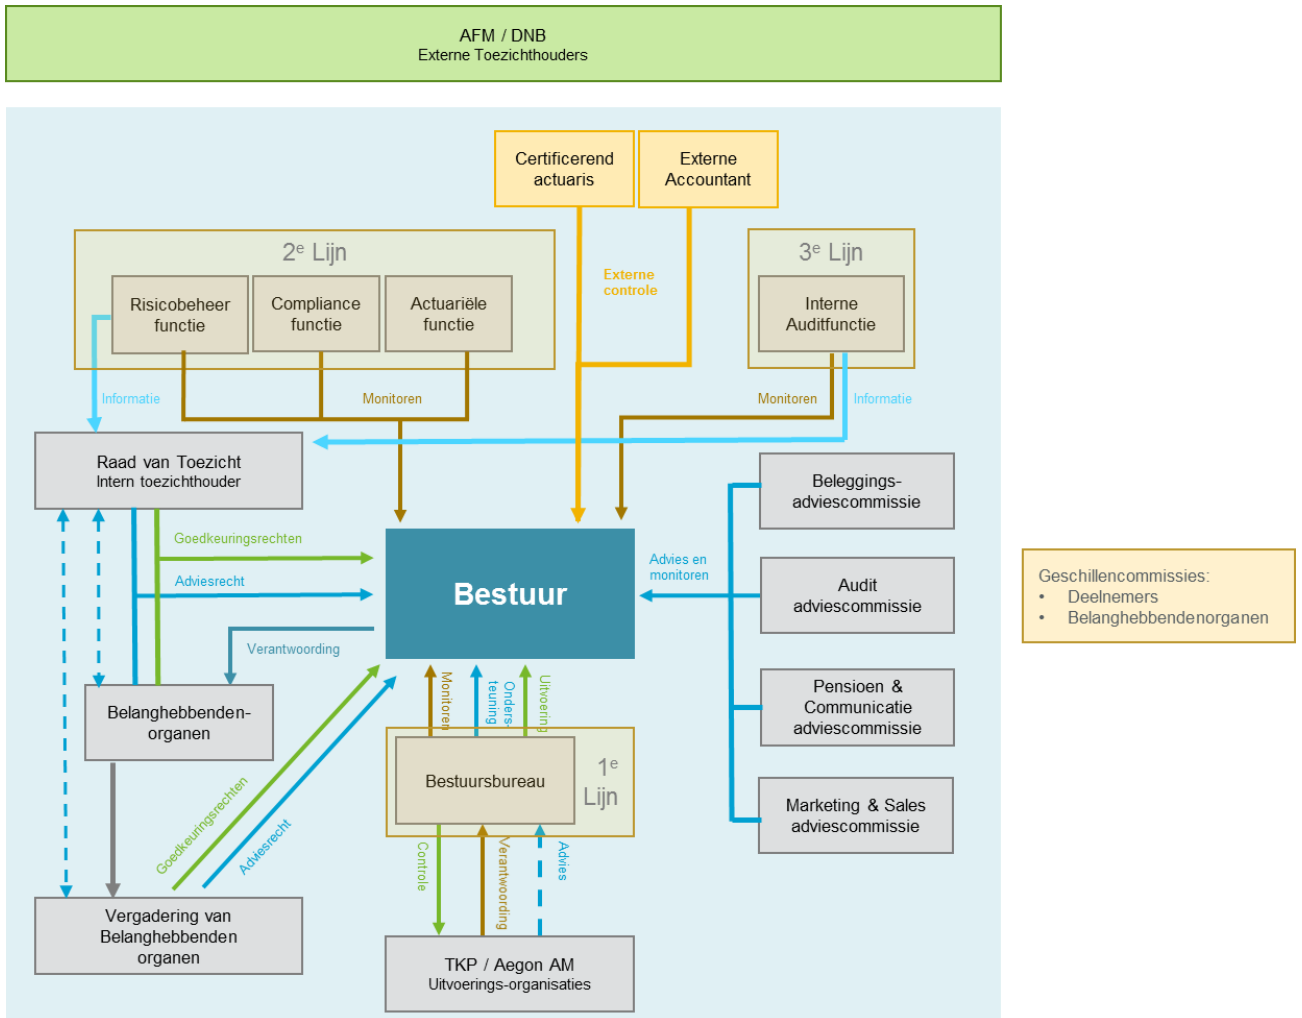 AFM / DNB
Externe Toezichthouders
Certificerend
actuaris
Externe
Accountant
2e Lijn
3e Lijn
Risicobeheer
functie
Compliance
functie
Actuariële
functie
Externe
controle
Interne
Auditfunctie
Informatie
Monitoren
Monitoren
Informatie
Raad van Toezicht
Intern toezichthouder
Beleggings-
adviescommissie
Goedkeuringsrechten
Adviesrecht
Bestuur
Advies en
monitoren
Audit
adviescommissie
Geschillencommissies:
• Deelnemers
• Belanghebbendenorganen
Verantwoording
Monitoren
Onders-
teuning
Uitvoering
Pensioen &
Communicatie
adviescommissie
Belanghebbenden-
organen
Bestuursbureau
1e
Lijn
Marketing & Sales
adviescommissie
Goedkeuringsrechten
Adviesrecht
Controle
Verantwoording
Advies
Vergadering van
Belanghebbenden
organen
TKP / Aegon AM
Uitvoerings-organisaties